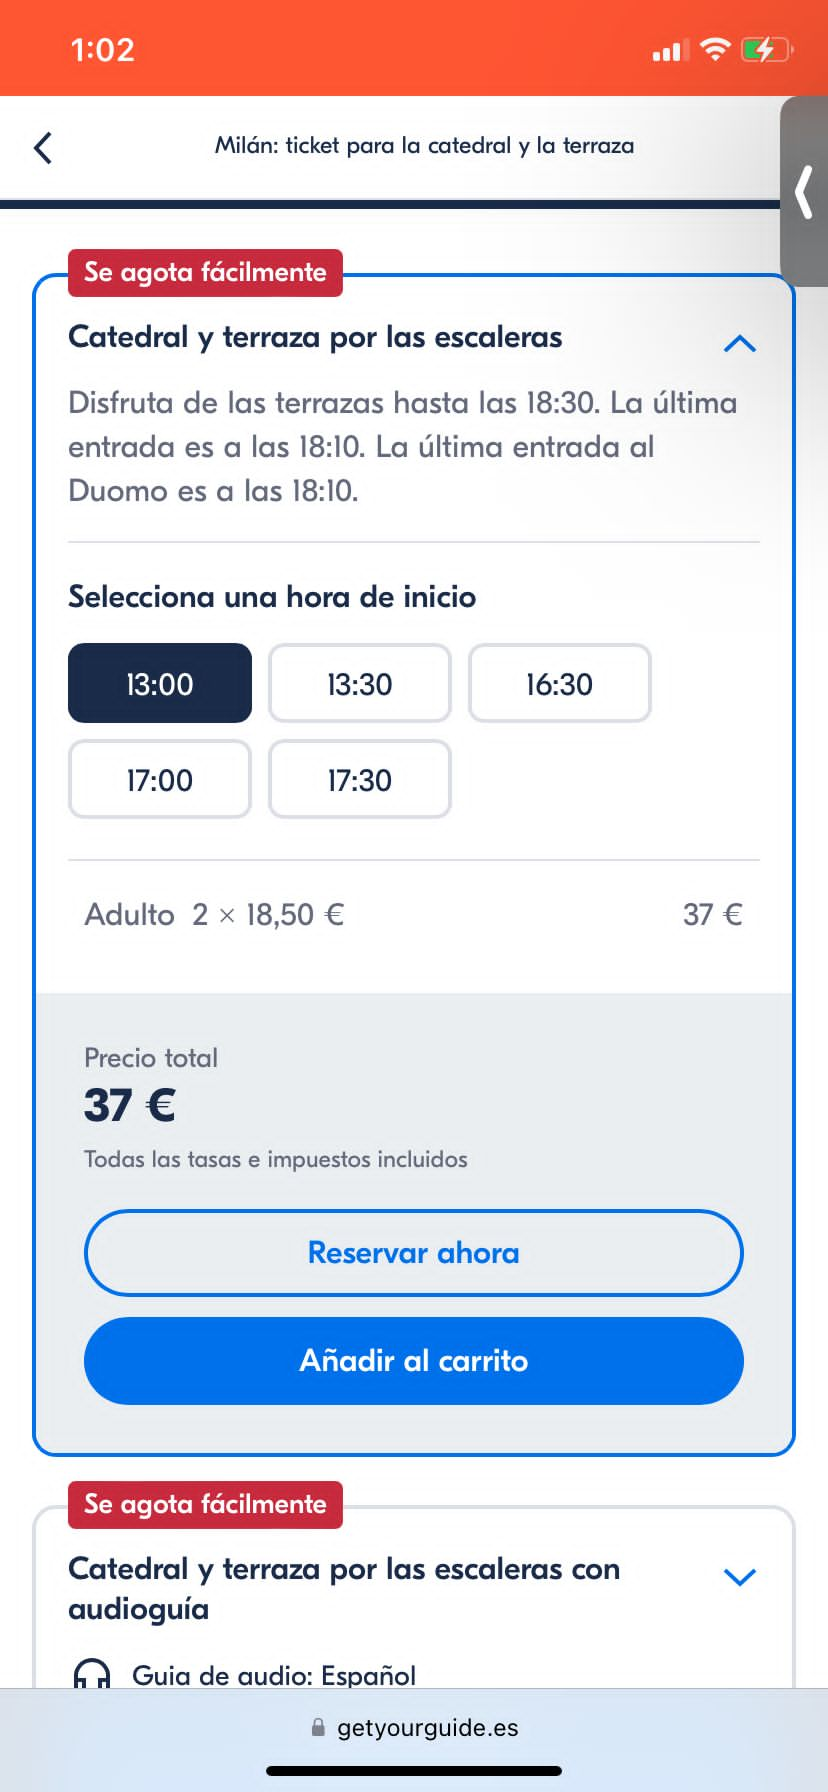 1:02
Milán: ticket para la catedral y la terraza
Se agota fácilmente
Catedral y terraza por las escaleras
Disfruta de las terrazas hasta las 18:30. La última
entrada es a las 18:10. La última entrada al
Duomo es a las 18:10.
Selecciona una hora de inicio
13:00 13:30 16:30
17:00 17:30
Adulto 2 × 18,50 € 37 €
Precio total
37 €
Todas las tasas e impuestos incluidos
Reservar ahora
Añadir al carrito
Se agota fácilmente
Catedral y terraza por las escaleras con
audioguía
Guia de audio: Español
getyourguide.es